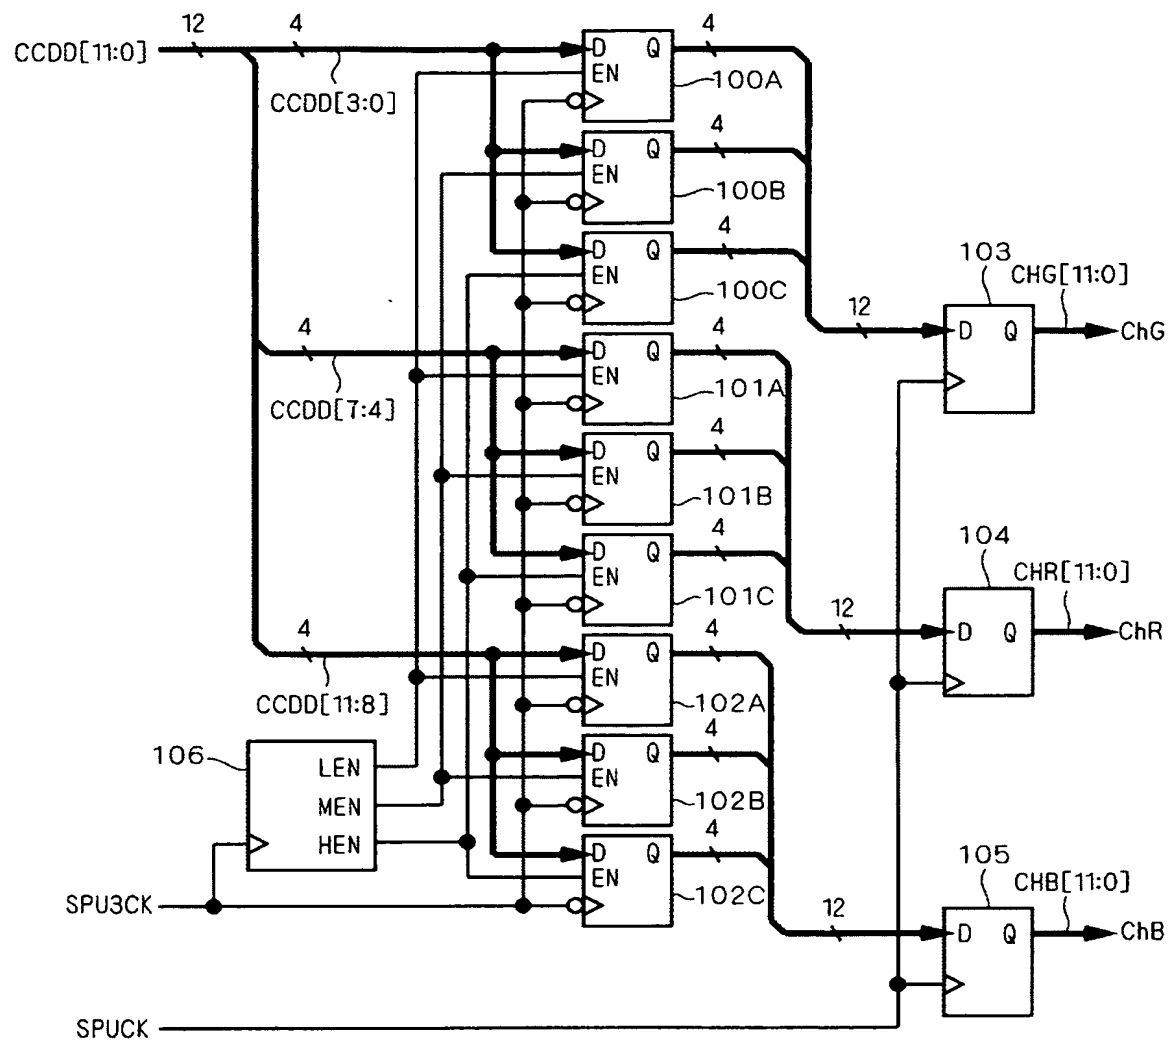 CCDD[11:0]
12
4
CCDD[3:0]
D Q
EN
4
100A
D Q
EN
4
100B
D Q
EN
4
100C
4
CCDD[7:4]
D Q
EN
4
101A
D Q
EN
4
101B
D Q
EN
4
101C
4
CCDD[11:8]
D Q
EN
4
102A
D Q
EN
4
102B
D Q
EN
4
102C
12
103
D Q
CHG[11:0]
ChG
12
104
D Q
CHR[11:0]
ChR
12
105
D Q
CHB[11:0]
ChB
106
LEN
MEN
HEN
SPU3CK
SPUCK